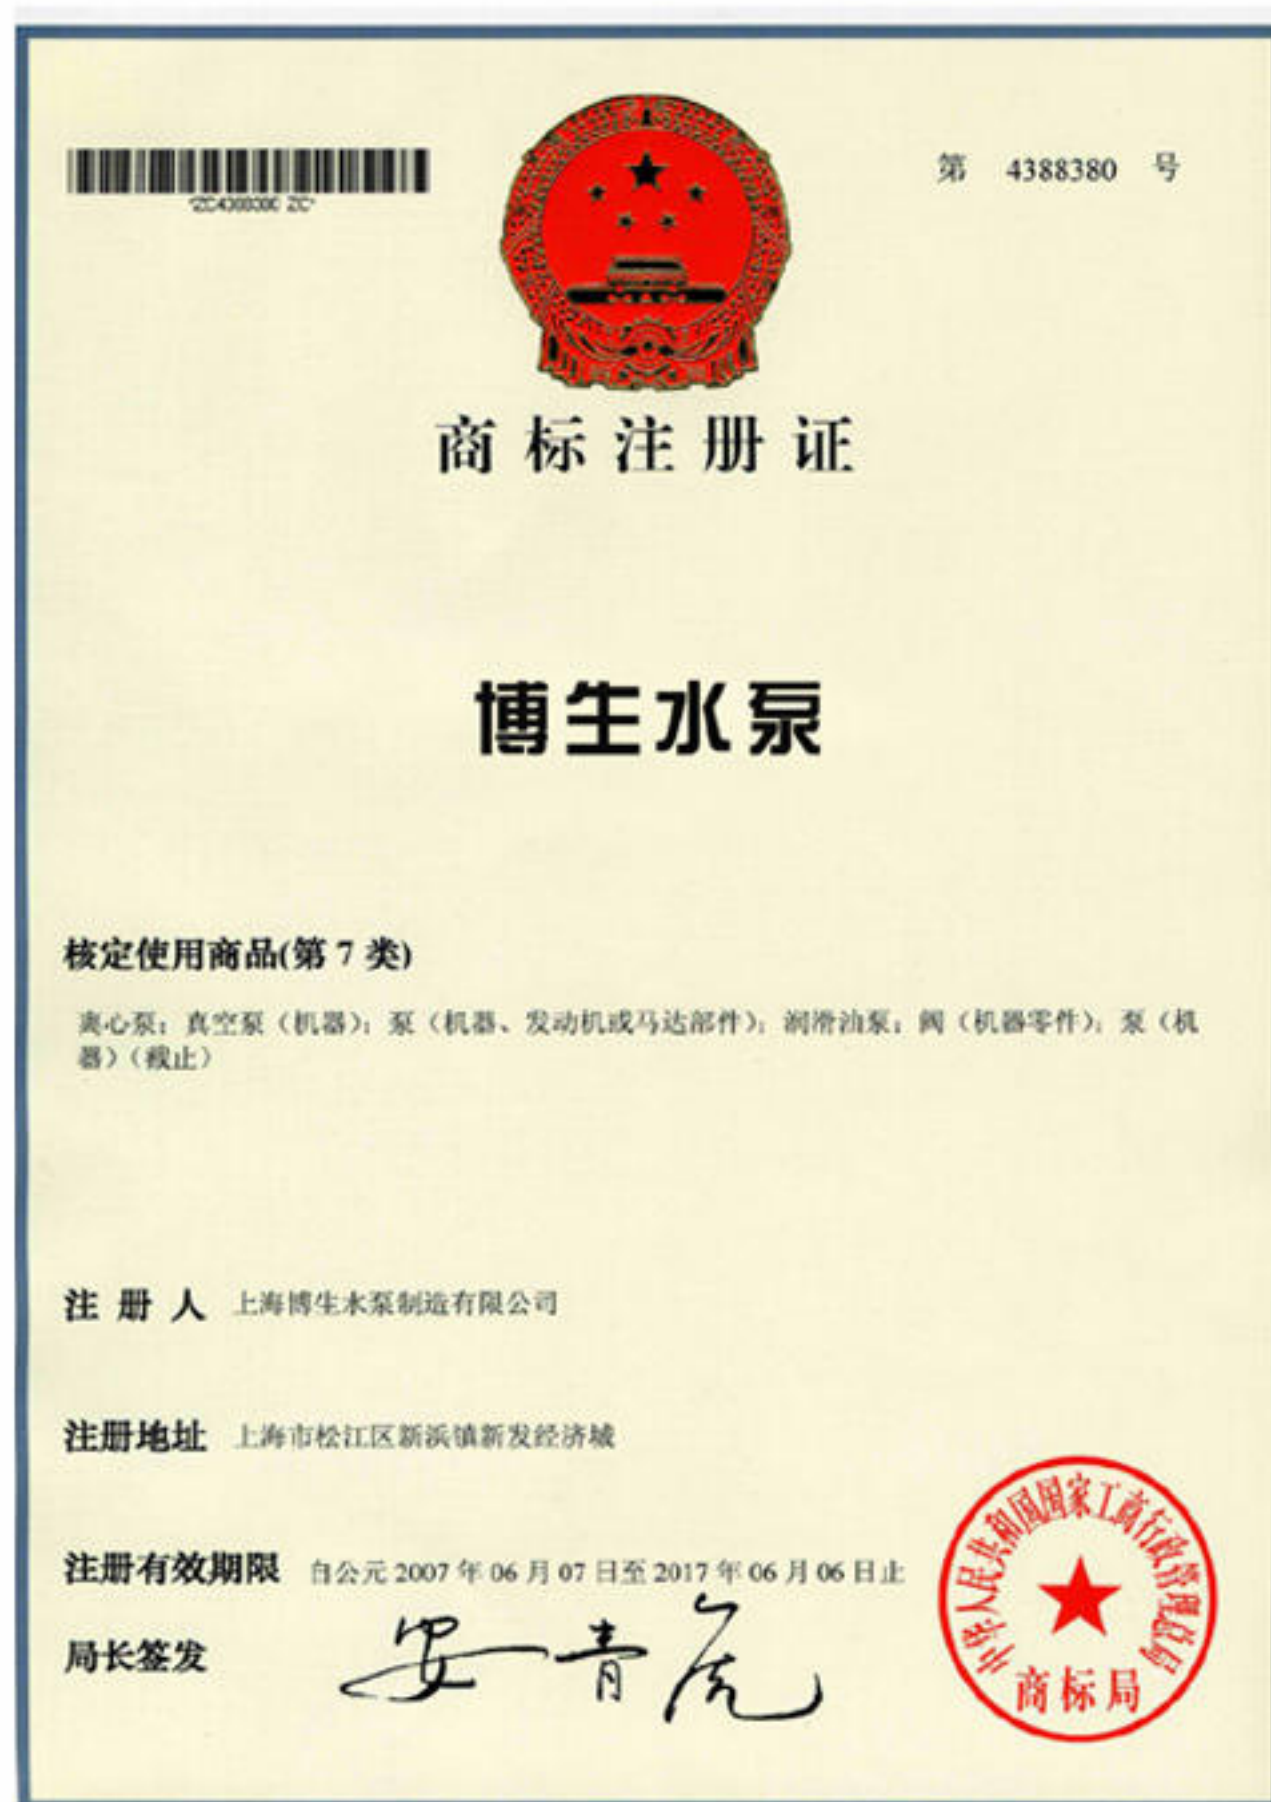 第 4388380 号
商标注册证
博生水泵
核定使用商品(第 7 类)
离心泵；真空泵（机器）；泵（机器、发动机或马达部件）；润滑油泵；阀（机器零件）；泵（机
器）（截止）
注 册 人 上海博生水泵制造有限公司
注册地址 上海市松江区新浜镇新发经济城
注册有效期限 自公元 2007 年 06 月 07 日至 2017 年 06 月 06 日止
局长签发 安青虎
中华人民共和国国家工商行政管理总局
商标局